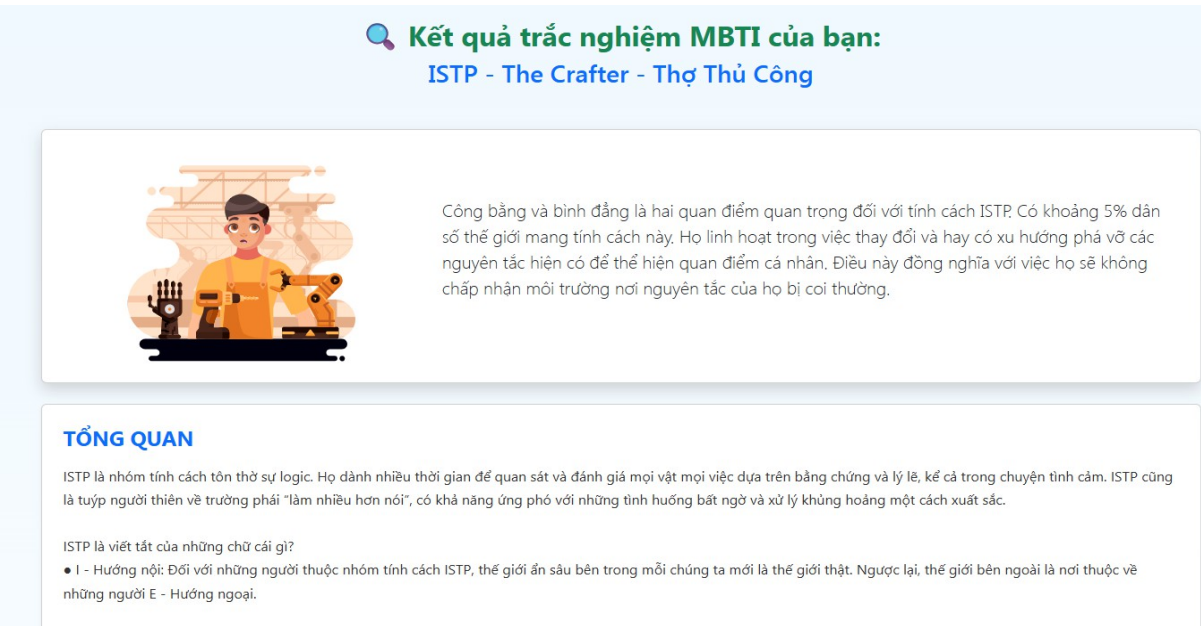 Kết quả trắc nghiệm MBTI của bạn:
ISTP - The Crafter - Thợ Thủ Công
Công bằng và bình đẳng là hai quan điểm quan trọng đối với tính cách ISTP. Có khoảng 5% dân
số thế giới mang tính cách này. Họ linh hoạt trong việc thay đổi và hay có xu hướng phá vỡ các
nguyên tắc hiện có để thể hiện quan điểm cá nhân. Điều này đồng nghĩa với việc họ sẽ không
chấp nhận môi trường nơi nguyên tắc của họ bị coi thường.
TỔNG QUAN
ISTP là nhóm tính cách tôn thờ sự logic. Họ dành nhiều thời gian để quan sát và đánh giá mọi vật mọi việc dựa trên bằng chứng và lý lẽ, kể cả trong chuyện tình cảm. ISTP cũng
là tuýp người thiên về trường phái "làm nhiều hơn nói", có khả năng ứng phó với những tình huống bất ngờ và xử lý khủng hoảng một cách xuất sắc.
ISTP là viết tắt của những chữ cái gì?
● I - Hướng nội: Đối với những người thuộc nhóm tính cách ISTP, thế giới ẩn sâu bên trong mỗi chúng ta mới là thế giới thật. Ngược lại, thế giới bên ngoài là nơi thuộc về
những người E - Hướng ngoại.